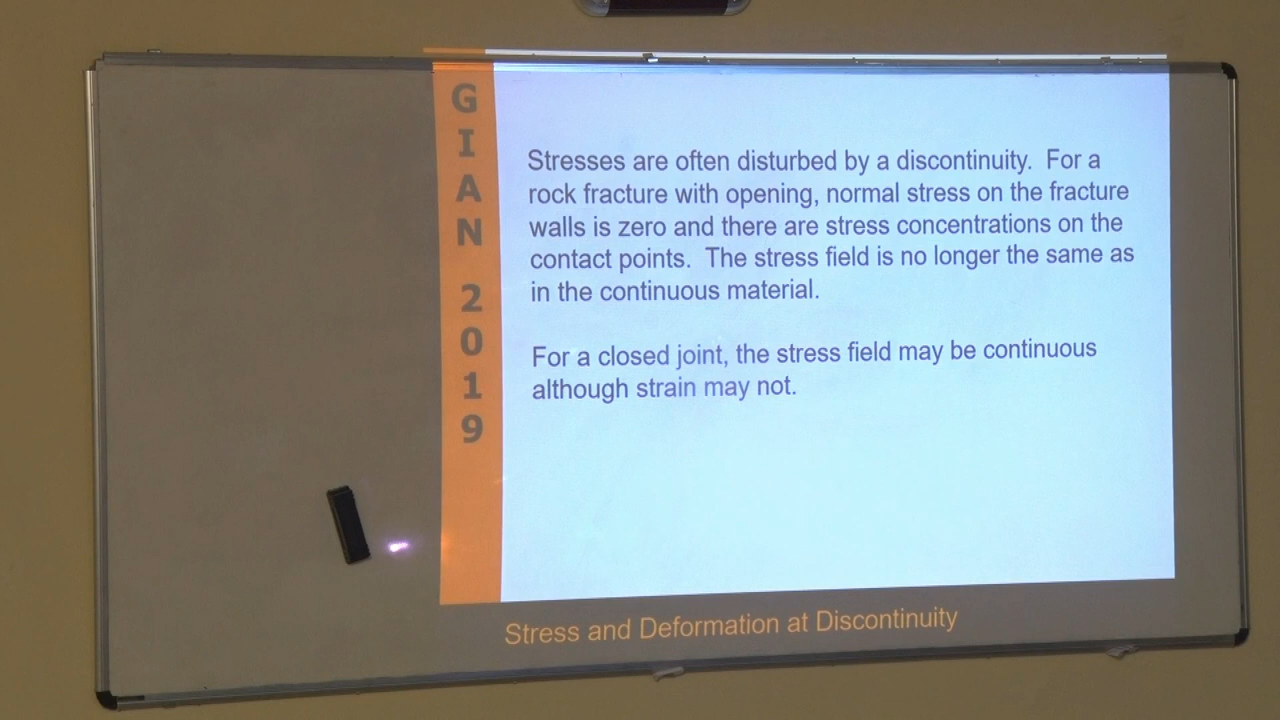 GIAN 2019
Stresses are often disturbed by a discontinuity. For a
rock fracture with opening, normal stress on the fracture
walls is zero and there are stress concentrations on the
contact points. The stress field is no longer the same as
in the continuous material.
For a closed joint, the stress field may be continuous
although strain may not.
Stress and Deformation at Discontinuity